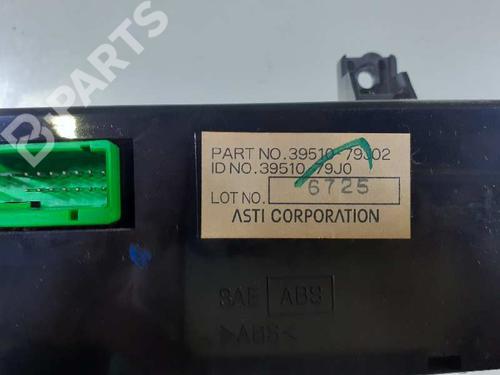 B-PARTS
PART NO.39510-79J02
ID NO.39510-79J0
LOT NO. 6725
ASTI CORPORATION
SAE ABS
>ABS<